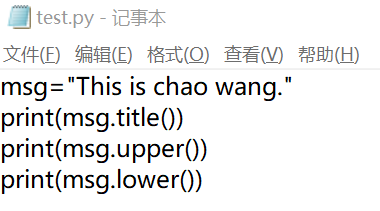 test.py - 记事本
文件(F) 编辑(E) 格式(O) 查看(V) 帮助(H)
msg="This is chao wang."
print(msg.title())
print(msg.upper())
print(msg.lower())